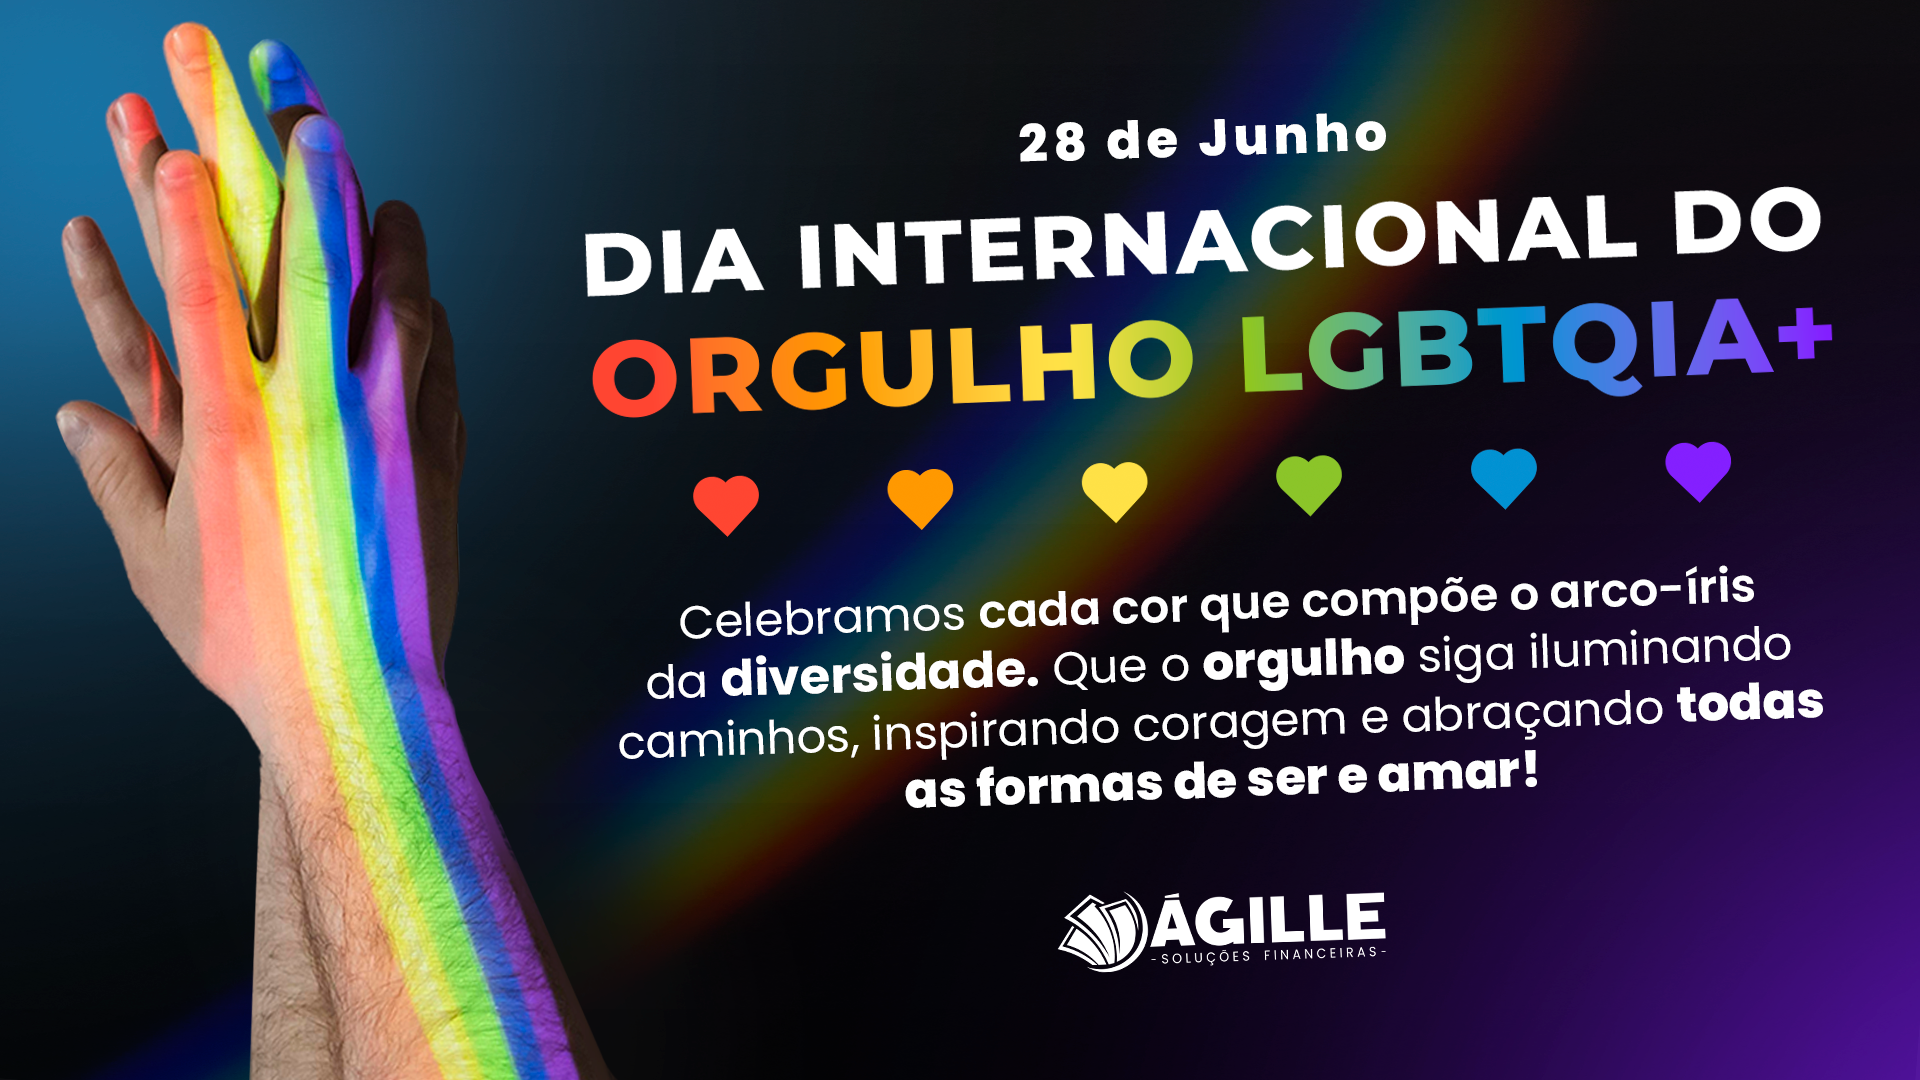 28 de Junho
DIA INTERNACIONAL DO
ORGULHO LGBTQIA+
Celebramos cada cor que compõe o arco-íris
da diversidade. Que o orgulho siga iluminando
caminhos, inspirando coragem e abraçando todas
as formas de ser e amar!
ÁGILLE
-SOLUÇÕES FINANCEIRAS-